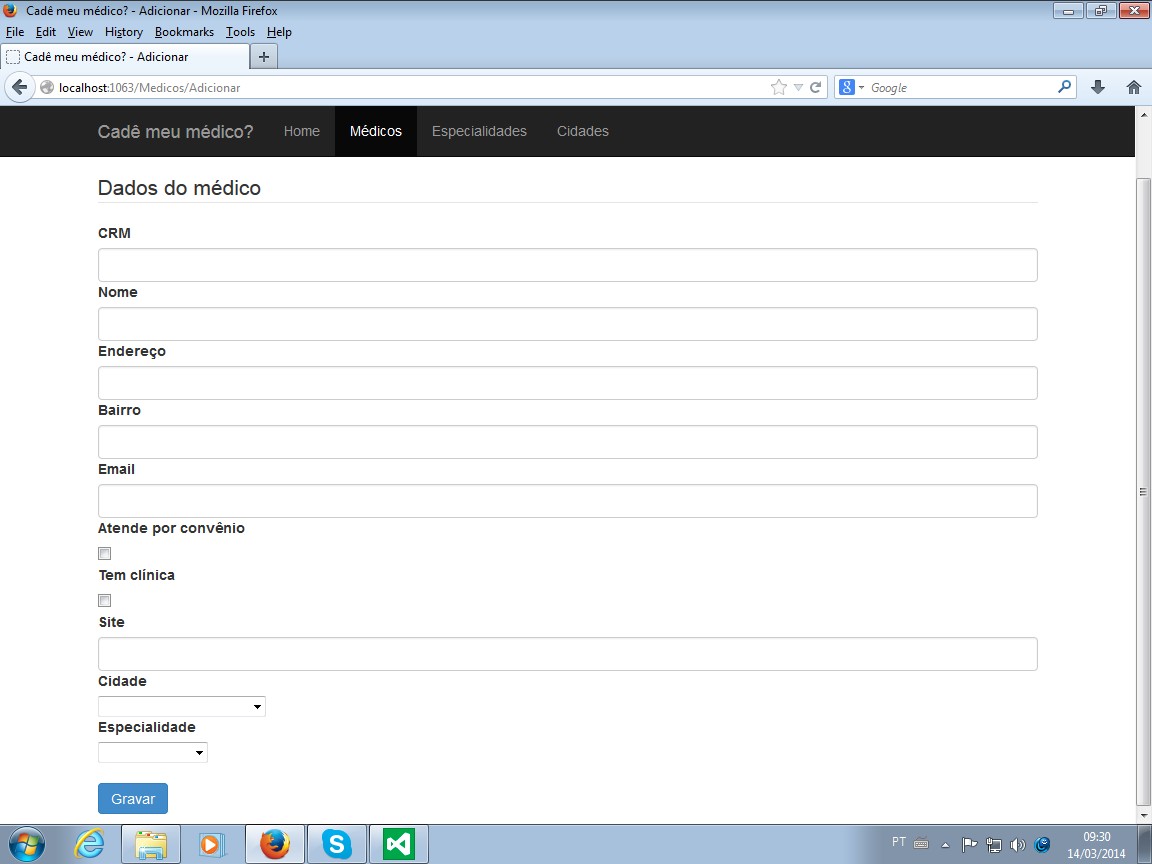 Cadê meu médico? - Adicionar - Mozilla Firefox
File Edit View History Bookmarks Tools Help
Cadê meu médico? - Adicionar
localhost:1063/Medicos/Adicionar
8 Google
Cadê meu médico? Home Médicos Especialidades Cidades
Dados do médico
CRM
Nome
Endereço
Bairro
Email
Atende por convênio
Tem clínica
Site
Cidade
Especialidade
Gravar
PT
09:30
14/03/2014